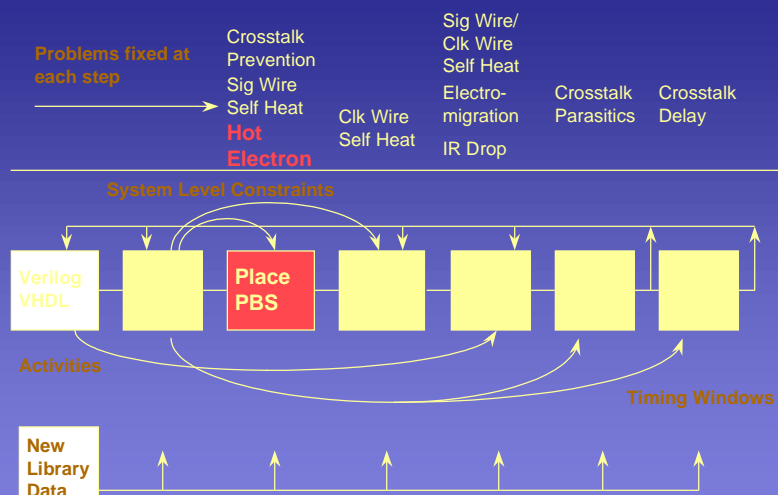 Problems fixed at
each step
Crosstalk
Prevention
Sig Wire
Self Heat
Hot
Electron
Clk Wire
Self Heat
Sig Wire/
Clk Wire
Self Heat
Electro-
migration
IR Drop
Crosstalk
Parasitics
Crosstalk
Delay
System Level Constraints
Verilog
VHDL
Place
PBS
Activities
Timing Windows
New
Library
Data